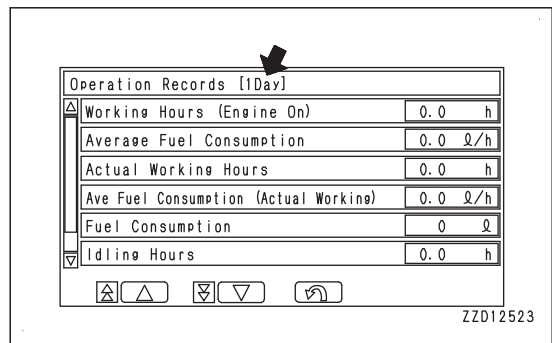 Operation Records [1Day]
Working Hours (Engine On) 0.0 h
Average Fuel Consumption 0.0 ℓ/h
Actual Working Hours 0.0 h
Ave Fuel Consumption (Actual Working) 0.0 ℓ/h
Fuel Consumption 0 ℓ
Idling Hours 0.0 h
ZZD12523